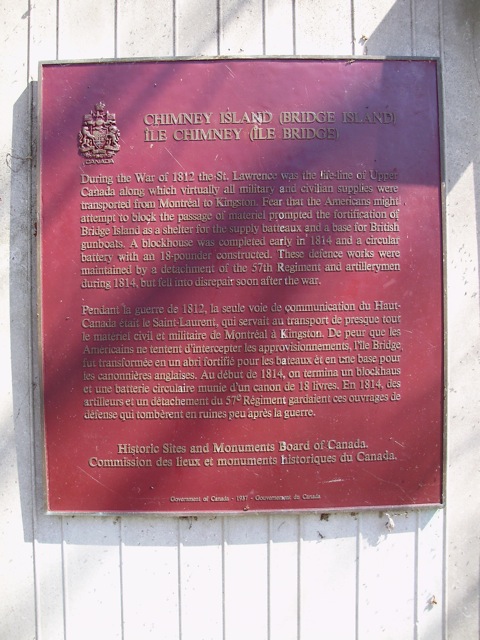 CANADA
CHIMNEY ISLAND (BRIDGE ISLAND)
ÎLE CHIMNEY (ÎLE BRIDGE)
During the War of 1812 the St. Lawrence was the life-line of Upper
Canada along which virtually all military and civilian supplies were
transported from Montréal to Kingston. Fear that the Americans might
attempt to block the passage of materiel prompted the fortification of
Bridge Island as a shelter for the supply batteaux and a base for British
gunboats. A blockhouse was completed early in 1814 and a circular
battery with an 18-pounder constructed. These defence works were
maintained by a detachment of the 57th Regiment and artillerymen
during 1814, but fell into disrepair soon after the war.
Pendant la guerre de 1812, la seule voie de communication du Haut-
Canada était le Saint-Laurent, qui servait au transport de presque tout
le matériel civil et militaire de Montréal à Kingston. De peur que les
Américains ne tentent d'intercepter les approvisionnements, l'île Bridge
fut transformée en un abri fortifié pour les bateaux et en une base pour
les canonnières anglaises. Au début de 1814, on termina un blockhaus
et une batterie circulaire munie d'un canon de 18 livres. En 1814, des
artilleurs et un détachement du 57e Régiment gardaient ces ouvrages de
défense qui tombèrent en ruines peu après la guerre.
Historic Sites and Monuments Board of Canada.
Commission des lieux et monuments historiques du Canada.
Government of Canada - 1987 - Gouvernement du Canada